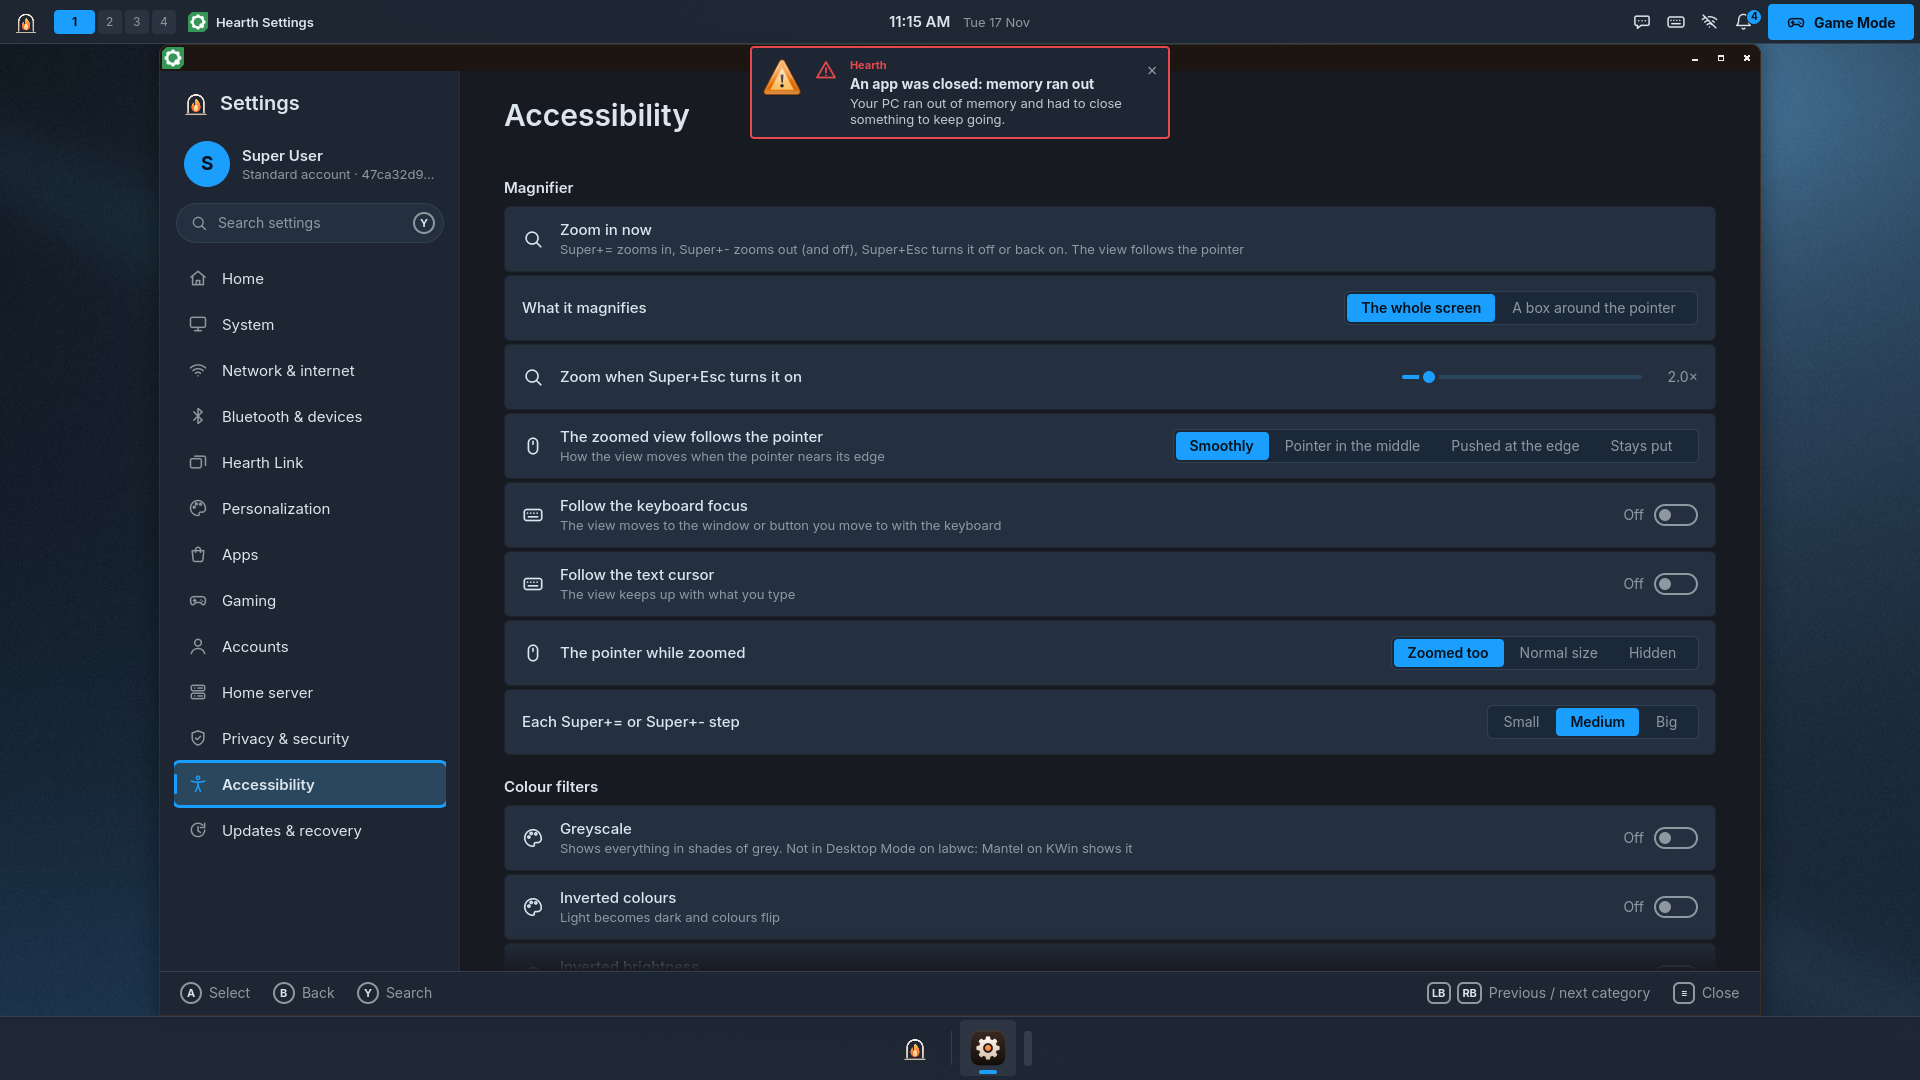 1
2
3
4
Hearth Settings
11:15 AM
Tue 17 Nov
4
Game Mode
Hearth
An app was closed: memory ran out
Your PC ran out of memory and had to close
something to keep going.
Settings
S
Super User
Standard account · 47ca32d9...
Search settings
Y
Home
System
Network & internet
Bluetooth & devices
Hearth Link
Personalization
Apps
Gaming
Accounts
Home server
Privacy & security
Accessibility
Updates & recovery
Accessibility
Magnifier
Zoom in now
Super+= zooms in, Super+- zooms out (and off), Super+Esc turns it off or back on. The view follows the pointer
What it magnifies
The whole screen
A box around the pointer
Zoom when Super+Esc turns it on
2.0×
The zoomed view follows the pointer
How the view moves when the pointer nears its edge
Smoothly
Pointer in the middle
Pushed at the edge
Stays put
Follow the keyboard focus
The view moves to the window or button you move to with the keyboard
Off
Follow the text cursor
The view keeps up with what you type
Off
The pointer while zoomed
Zoomed too
Normal size
Hidden
Each Super+= or Super+- step
Small
Medium
Big
Colour filters
Greyscale
Shows everything in shades of grey. Not in Desktop Mode on labwc: Mantel on KWin shows it
Off
Inverted colours
Light becomes dark and colours flip
Off
Inverted brightness
A Select
B Back
Y Search
LB RB Previous / next category
Close